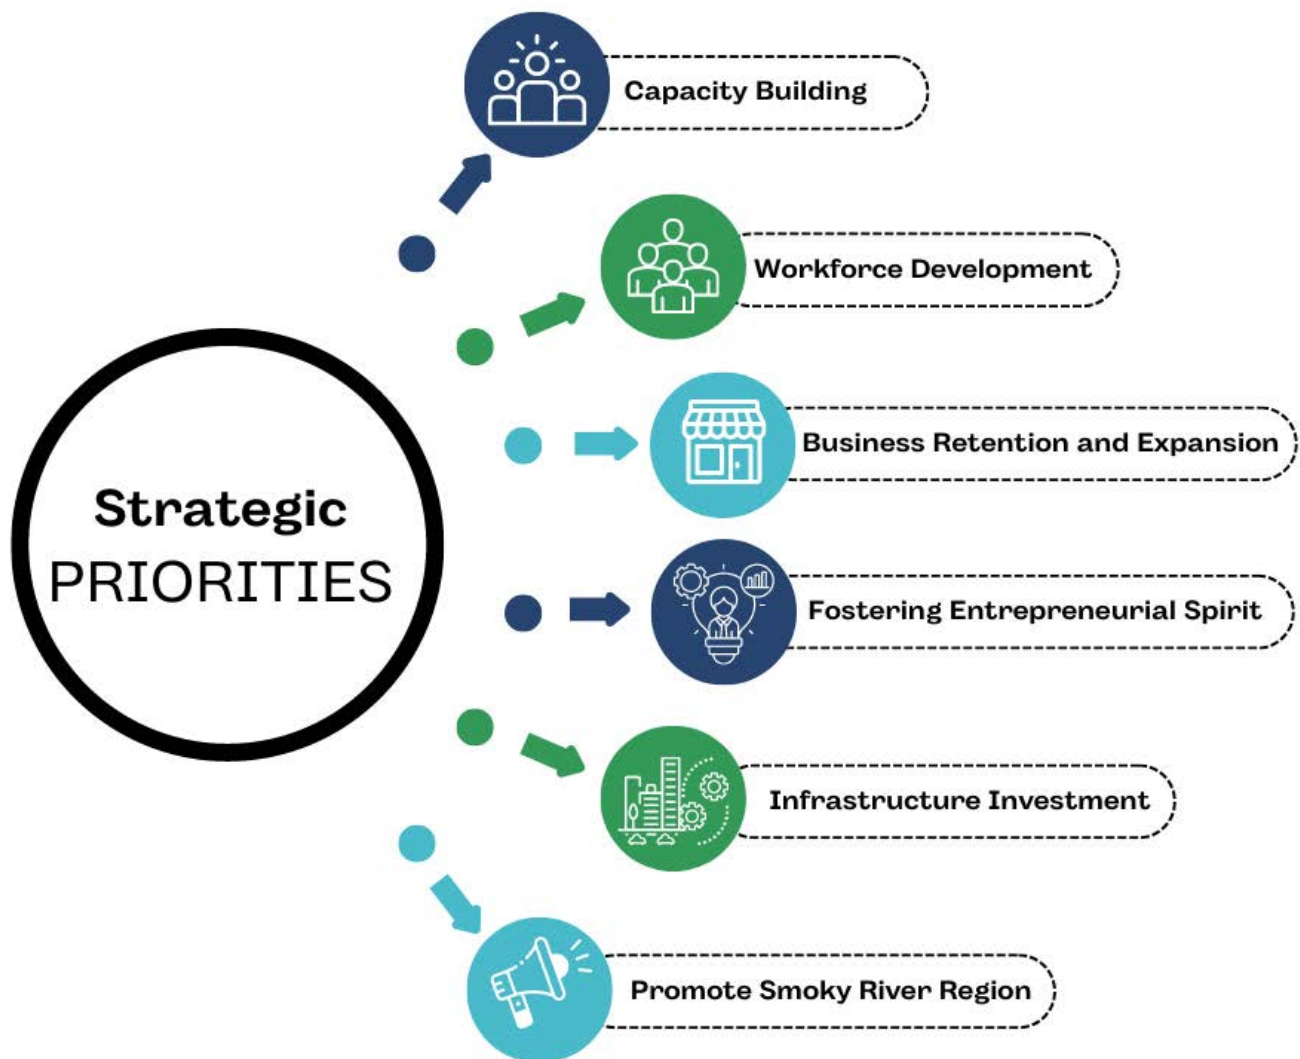 Capacity Building
Workforce Development
Business Retention and Expansion
Strategic
PRIORITIES
Fostering Entrepreneurial Spirit
Infrastructure Investment
Promote Smoky River Region